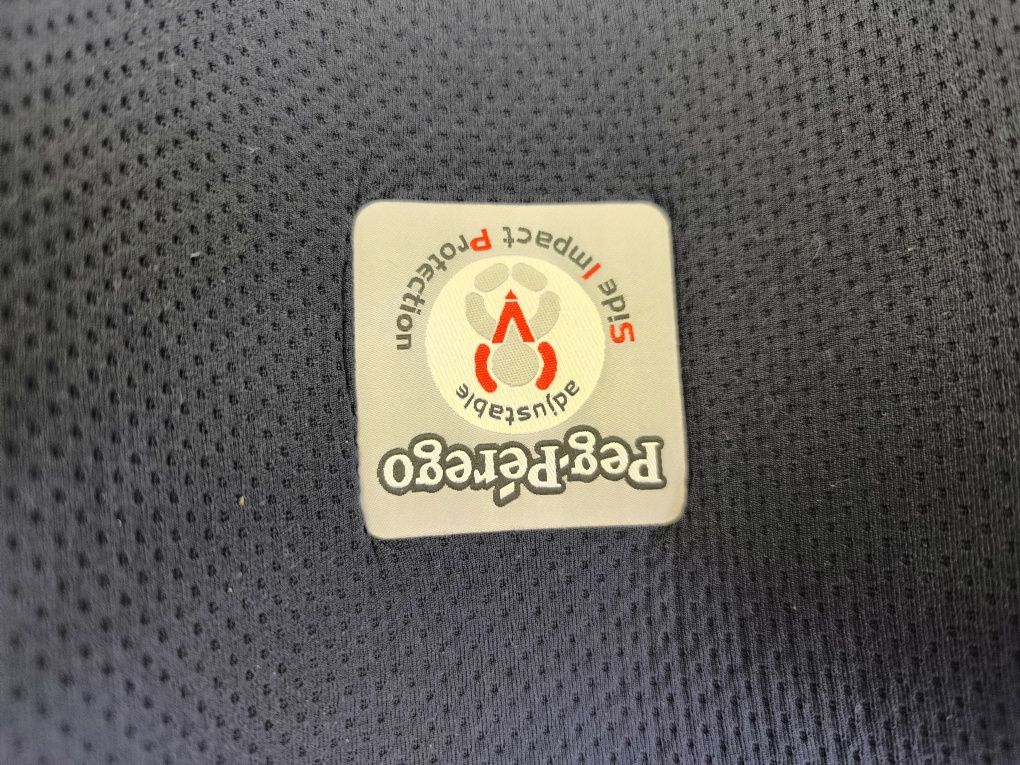 Peg-Pérego
adjustable
Side Impact Protection